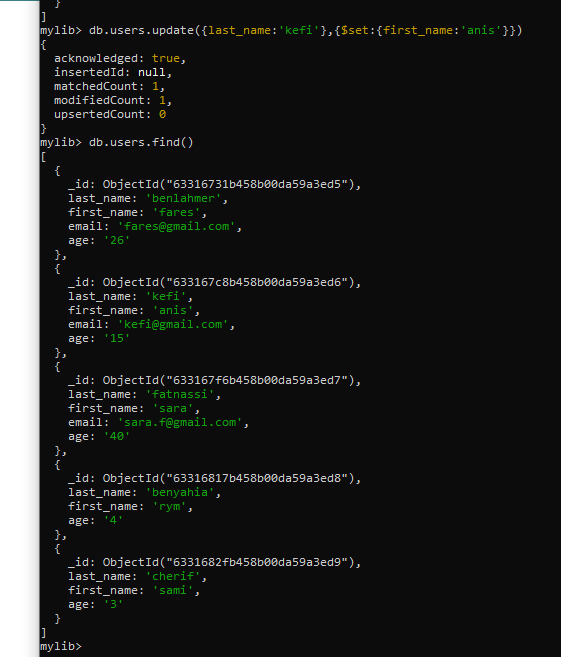 }
]
mylib> db.users.update({last_name:'kefi'},{$set:{first_name:'anis'}})
{
  acknowledged: true,
  insertedId: null,
  matchedCount: 1,
  modifiedCount: 1,
  upsertedCount: 0
}
mylib> db.users.find()
[
  {
    _id: ObjectId("63316731b458b00da59a3ed5"),
    last_name: 'benlahmer',
    first_name: 'fares',
    email: 'fares@gmail.com',
    age: '26'
  },
  {
    _id: ObjectId("633167c8b458b00da59a3ed6"),
    last_name: 'kefi',
    first_name: 'anis',
    email: 'kefi@gmail.com',
    age: '15'
  },
  {
    _id: ObjectId("633167f6b458b00da59a3ed7"),
    last_name: 'fatnassi',
    first_name: 'sara',
    email: 'sara.f@gmail.com',
    age: '40'
  },
  {
    _id: ObjectId("63316817b458b00da59a3ed8"),
    last_name: 'benyahia',
    first_name: 'rym',
    age: '4'
  },
  {
    _id: ObjectId("6331682fb458b00da59a3ed9"),
    last_name: 'cherif',
    first_name: 'sami',
    age: '3'
  }
]
mylib>